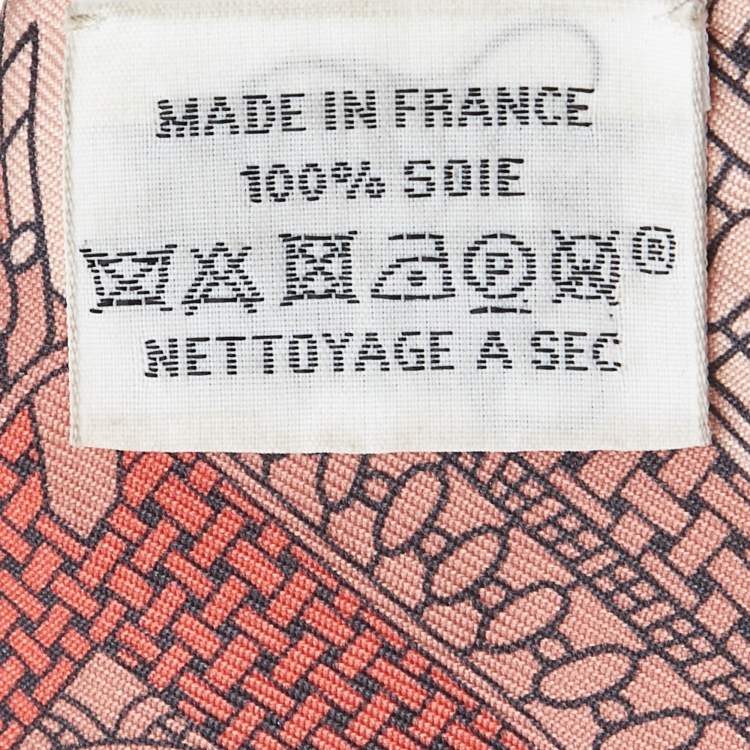 MADE IN FRANCE
100% SOIE
P W ®
NETTOYAGE A SEC